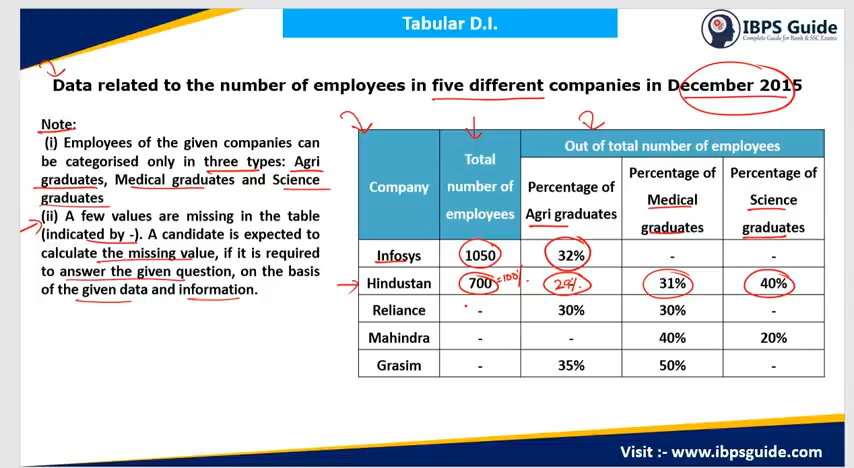 Tabular D.I.
IBPS Guide
Complete Guide for Bank & SSC Exams
Data related to the number of employees in five different companies in December 2015
Note:
(i) Employees of the given companies can
be categorised only in three types: Agri
graduates, Medical graduates and Science
graduates
(ii) A few values are missing in the table
(indicated by -). A candidate is expected to
calculate the missing value, if it is required
to answer the given question, on the basis
of the given data and information.
Company
Total
number of
employees
Out of total number of employees
Percentage of
Agri graduates
Percentage of
Medical
graduates
Percentage of
Science
graduates
Infosys 1050 32% - -
Hindustan 700 =100%. 29%. 31% 40%
Reliance - 30% 30% -
Mahindra - - 40% 20%
Grasim - 35% 50% -
Visit :- www.ibpsguide.com